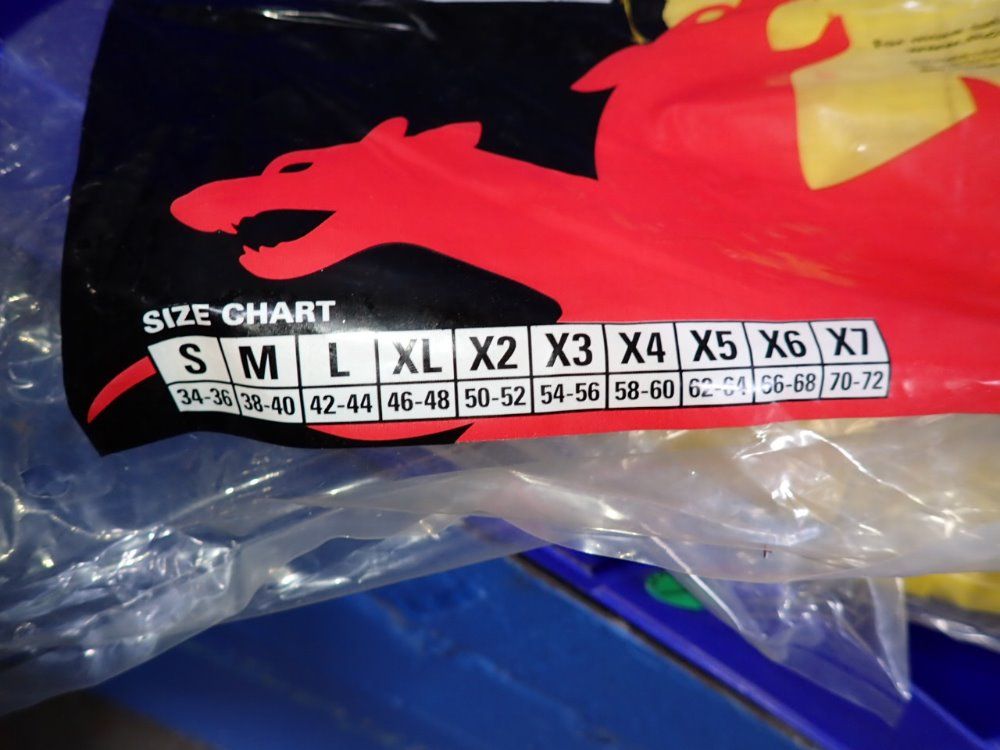 SIZE CHART
S M L XL X2 X3 X4 X5 X6 X7
34-36 38-40 42-44 46-48 50-52 54-56 58-60 62-64 66-68 70-72